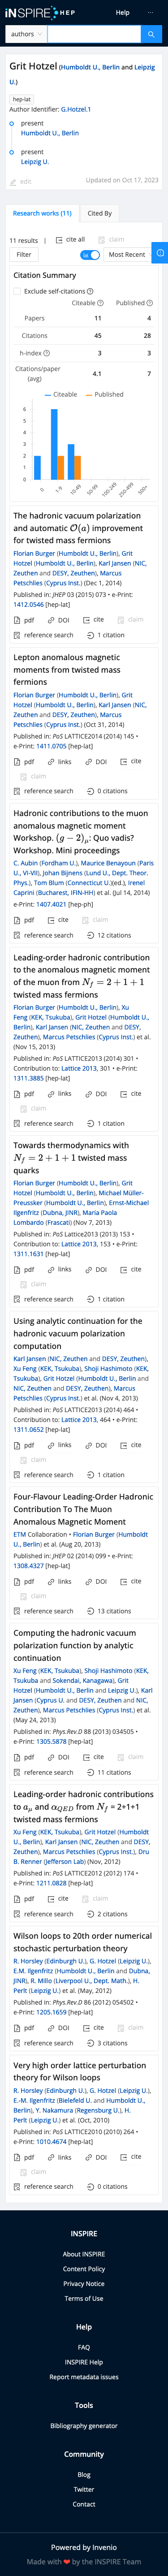 iNSPIRE HEP
Help
authors
Grit Hotzel (Humboldt U., Berlin and Leipzig
U.)
hep-lat
Author Identifier: G.Hotzel.1
present
Humboldt U., Berlin
present
Leipzig U.
edit
Updated on Oct 17, 2023
Research works (11)
Cited By
11 results | cite all claim
Filter
Most Recent
Citation Summary
Exclude self-citations
Citeable Published
Papers 11 4
Citations 45 28
h-index 3 3
Citations/paper
(avg) 4.1 7
Citeable Published
6
5
4
3
2
1
0
0 1-9 10-49 50-99 100-249 250-499 500+
The hadronic vacuum polarization
and automatic O(a) improvement
for twisted mass fermions
Florian Burger (Humboldt U., Berlin), Grit
Hotzel (Humboldt U., Berlin), Karl Jansen (NIC,
Zeuthen and DESY, Zeuthen), Marcus
Petschlies (Cyprus Inst.) (Dec 1, 2014)
Published in: JHEP 03 (2015) 073 • e-Print:
1412.0546 [hep-lat]
pdf DOI cite claim
reference search 1 citation
Lepton anomalous magnetic
moments from twisted mass
fermions
Florian Burger (Humboldt U., Berlin), Grit
Hotzel (Humboldt U., Berlin), Karl Jansen (NIC,
Zeuthen and DESY, Zeuthen), Marcus
Petschlies (Cyprus Inst.) (Oct 31, 2014)
Published in: PoS LATTICE2014 (2014) 145 •
e-Print: 1411.0705 [hep-lat]
pdf links DOI cite
claim
reference search 0 citations
Hadronic contributions to the muon
anomalous magnetic moment
Workshop. (g − 2)μ: Quo vadis?
Workshop. Mini proceedings
C. Aubin (Fordham U.), Maurice Benayoun (Paris
U., VI-VII), Johan Bijnens (Lund U., Dept. Theor.
Phys.), Tom Blum (Connecticut U.)(ed.), Irinel
Caprini (Bucharest, IFIN-HH) et al. (Jul 14, 2014)
e-Print: 1407.4021 [hep-ph]
pdf cite claim
reference search 12 citations
Leading-order hadronic contribution
to the anomalous magnetic moment
of the muon from Nf = 2 + 1 + 1
twisted mass fermions
Florian Burger (Humboldt U., Berlin), Xu
Feng (KEK, Tsukuba), Grit Hotzel (Humboldt U.,
Berlin), Karl Jansen (NIC, Zeuthen and DESY,
Zeuthen), Marcus Petschlies (Cyprus Inst.) et al.
(Nov 15, 2013)
Published in: PoS LATTICE2013 (2014) 301 •
Contribution to: Lattice 2013, 301 • e-Print:
1311.3885 [hep-lat]
pdf links DOI cite
claim
reference search 1 citation
Towards thermodynamics with
Nf = 2 + 1 + 1 twisted mass
quarks
Florian Burger (Humboldt U., Berlin), Grit
Hotzel (Humboldt U., Berlin), Michael Müller-
Preussker (Humboldt U., Berlin), Ernst-Michael
Ilgenfritz (Dubna, JINR), Maria Paola
Lombardo (Frascati) (Nov 7, 2013)
Published in: PoS Lattice2013 (2013) 153 •
Contribution to: Lattice 2013, 153 • e-Print:
1311.1631 [hep-lat]
pdf links DOI cite
claim
reference search 1 citation
Using analytic continuation for the
hadronic vacuum polarization
computation
Karl Jansen (NIC, Zeuthen and DESY, Zeuthen),
Xu Feng (KEK, Tsukuba), Shoji Hashimoto (KEK,
Tsukuba), Grit Hotzel (Humboldt U., Berlin and
NIC, Zeuthen and DESY, Zeuthen), Marcus
Petschlies (Cyprus Inst.) et al. (Nov 4, 2013)
Published in: PoS LATTICE2013 (2014) 464 •
Contribution to: Lattice 2013, 464 • e-Print:
1311.0652 [hep-lat]
pdf links DOI cite
claim
reference search 1 citation
Four-Flavour Leading-Order Hadronic
Contribution To The Muon
Anomalous Magnetic Moment
ETM Collaboration • Florian Burger (Humboldt
U., Berlin) et al. (Aug 20, 2013)
Published in: JHEP 02 (2014) 099 • e-Print:
1308.4327 [hep-lat]
pdf links DOI cite
claim
reference search 13 citations
Computing the hadronic vacuum
polarization function by analytic
continuation
Xu Feng (KEK, Tsukuba), Shoji Hashimoto (KEK,
Tsukuba and Sokendai, Kanagawa), Grit
Hotzel (Humboldt U., Berlin and Leipzig U.), Karl
Jansen (Cyprus U. and DESY, Zeuthen and NIC,
Zeuthen), Marcus Petschlies (Cyprus Inst.) et al.
(May 24, 2013)
Published in: Phys.Rev.D 88 (2013) 034505 •
e-Print: 1305.5878 [hep-lat]
pdf DOI cite claim
reference search 11 citations
Leading-order hadronic contributions
to aμ and αQED from Nf = 2+1+1
twisted mass fermions
Xu Feng (KEK, Tsukuba), Grit Hotzel (Humboldt
U., Berlin), Karl Jansen (NIC, Zeuthen and DESY,
Zeuthen), Marcus Petschlies (Cyprus Inst.), Dru
B. Renner (Jefferson Lab) (Nov, 2012)
Published in: PoS LATTICE2012 (2012) 174 •
e-Print: 1211.0828 [hep-lat]
pdf cite claim
reference search 2 citations
Wilson loops to 20th order numerical
stochastic perturbation theory
R. Horsley (Edinburgh U.), G. Hotzel (Leipzig U.),
E.M. Ilgenfritz (Humboldt U., Berlin and Dubna,
JINR), R. Millo (Liverpool U., Dept. Math.), H.
Perlt (Leipzig U.) et al. (May, 2012)
Published in: Phys.Rev.D 86 (2012) 054502 •
e-Print: 1205.1659 [hep-lat]
pdf DOI cite claim
reference search 3 citations
Very high order lattice perturbation
theory for Wilson loops
R. Horsley (Edinburgh U.), G. Hotzel (Leipzig U.),
E.-M. Ilgenfritz (Bielefeld U. and Humboldt U.,
Berlin), Y. Nakamura (Regensburg U.), H.
Perlt (Leipzig U.) et al. (Oct, 2010)
Published in: PoS LATTICE2010 (2010) 264 •
e-Print: 1010.4674 [hep-lat]
pdf links DOI cite
claim
reference search 0 citations
INSPIRE
About INSPIRE
Content Policy
Privacy Notice
Terms of Use
Help
FAQ
INSPIRE Help
Report metadata issues
Tools
Bibliography generator
Community
Blog
Twitter
Contact
Powered by Invenio
Made with ❤ by the INSPIRE Team